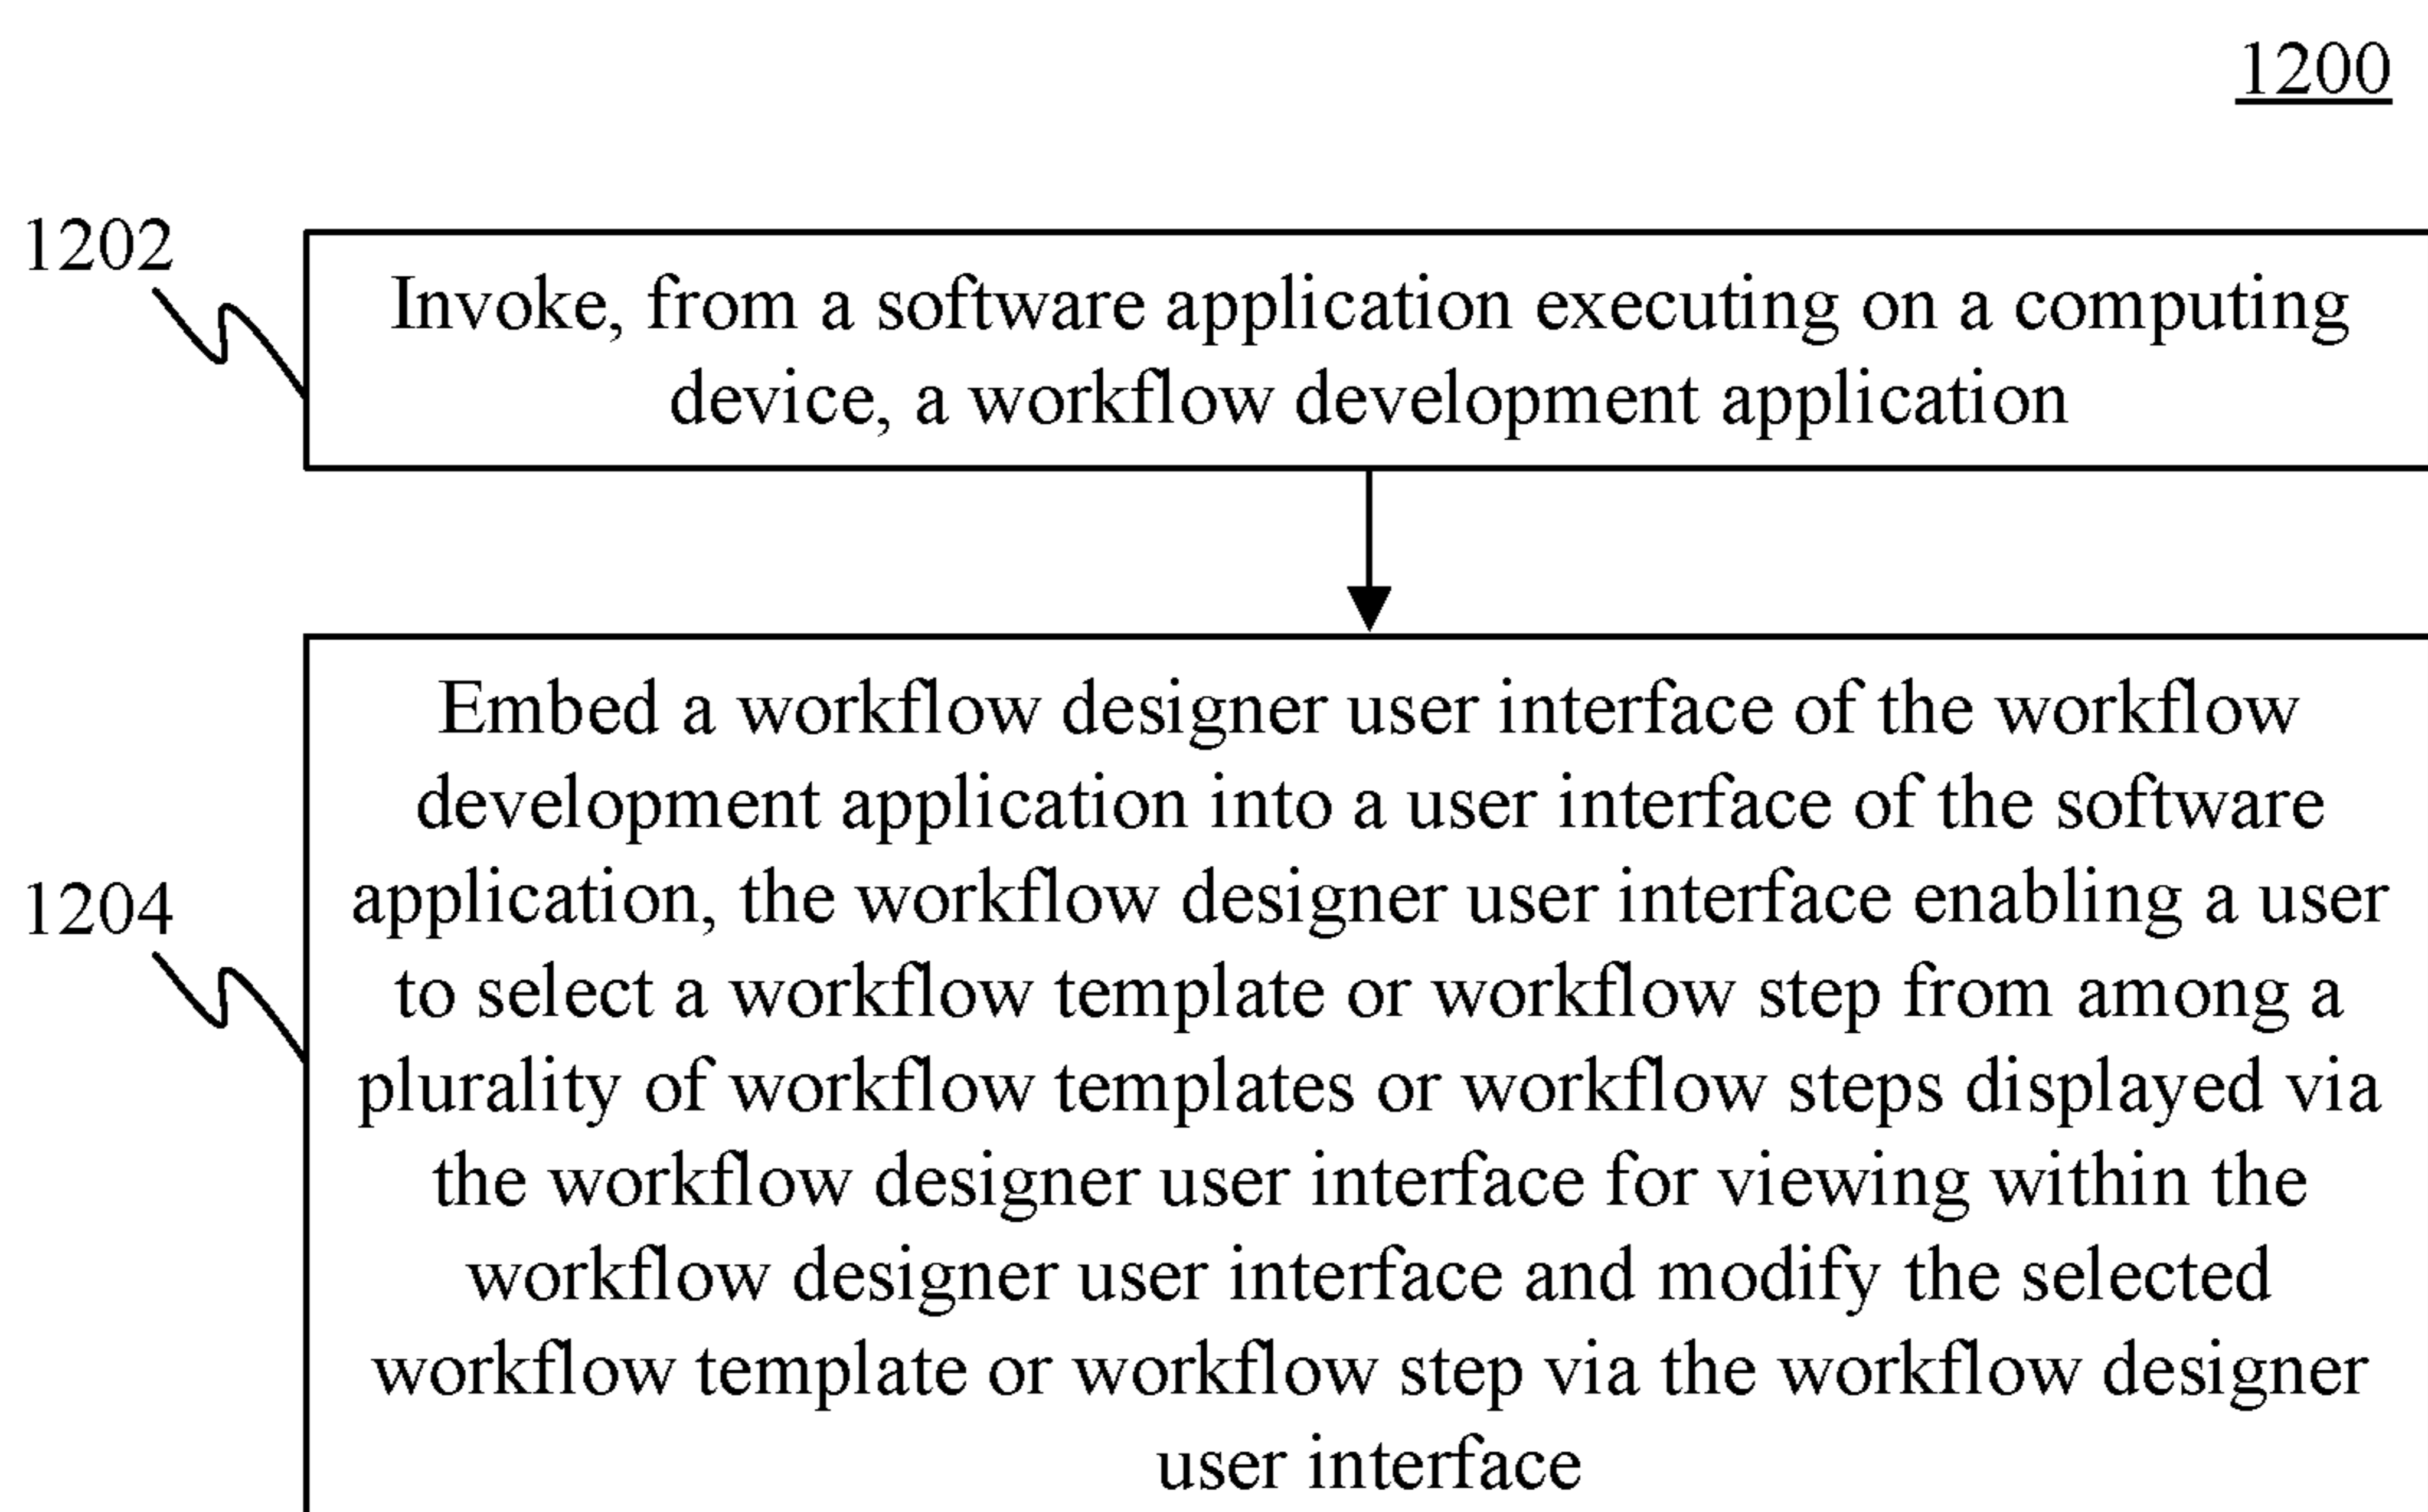 1200
1202
Invoke, from a software application executing on a computing
device, a workflow development application
1204
Embed a workflow designer user interface of the workflow
development application into a user interface of the software
application, the workflow designer user interface enabling a user
to select a workflow template or workflow step from among a
plurality of workflow templates or workflow steps displayed via
the workflow designer user interface for viewing within the
workflow designer user interface and modify the selected
workflow template or workflow step via the workflow designer
user interface